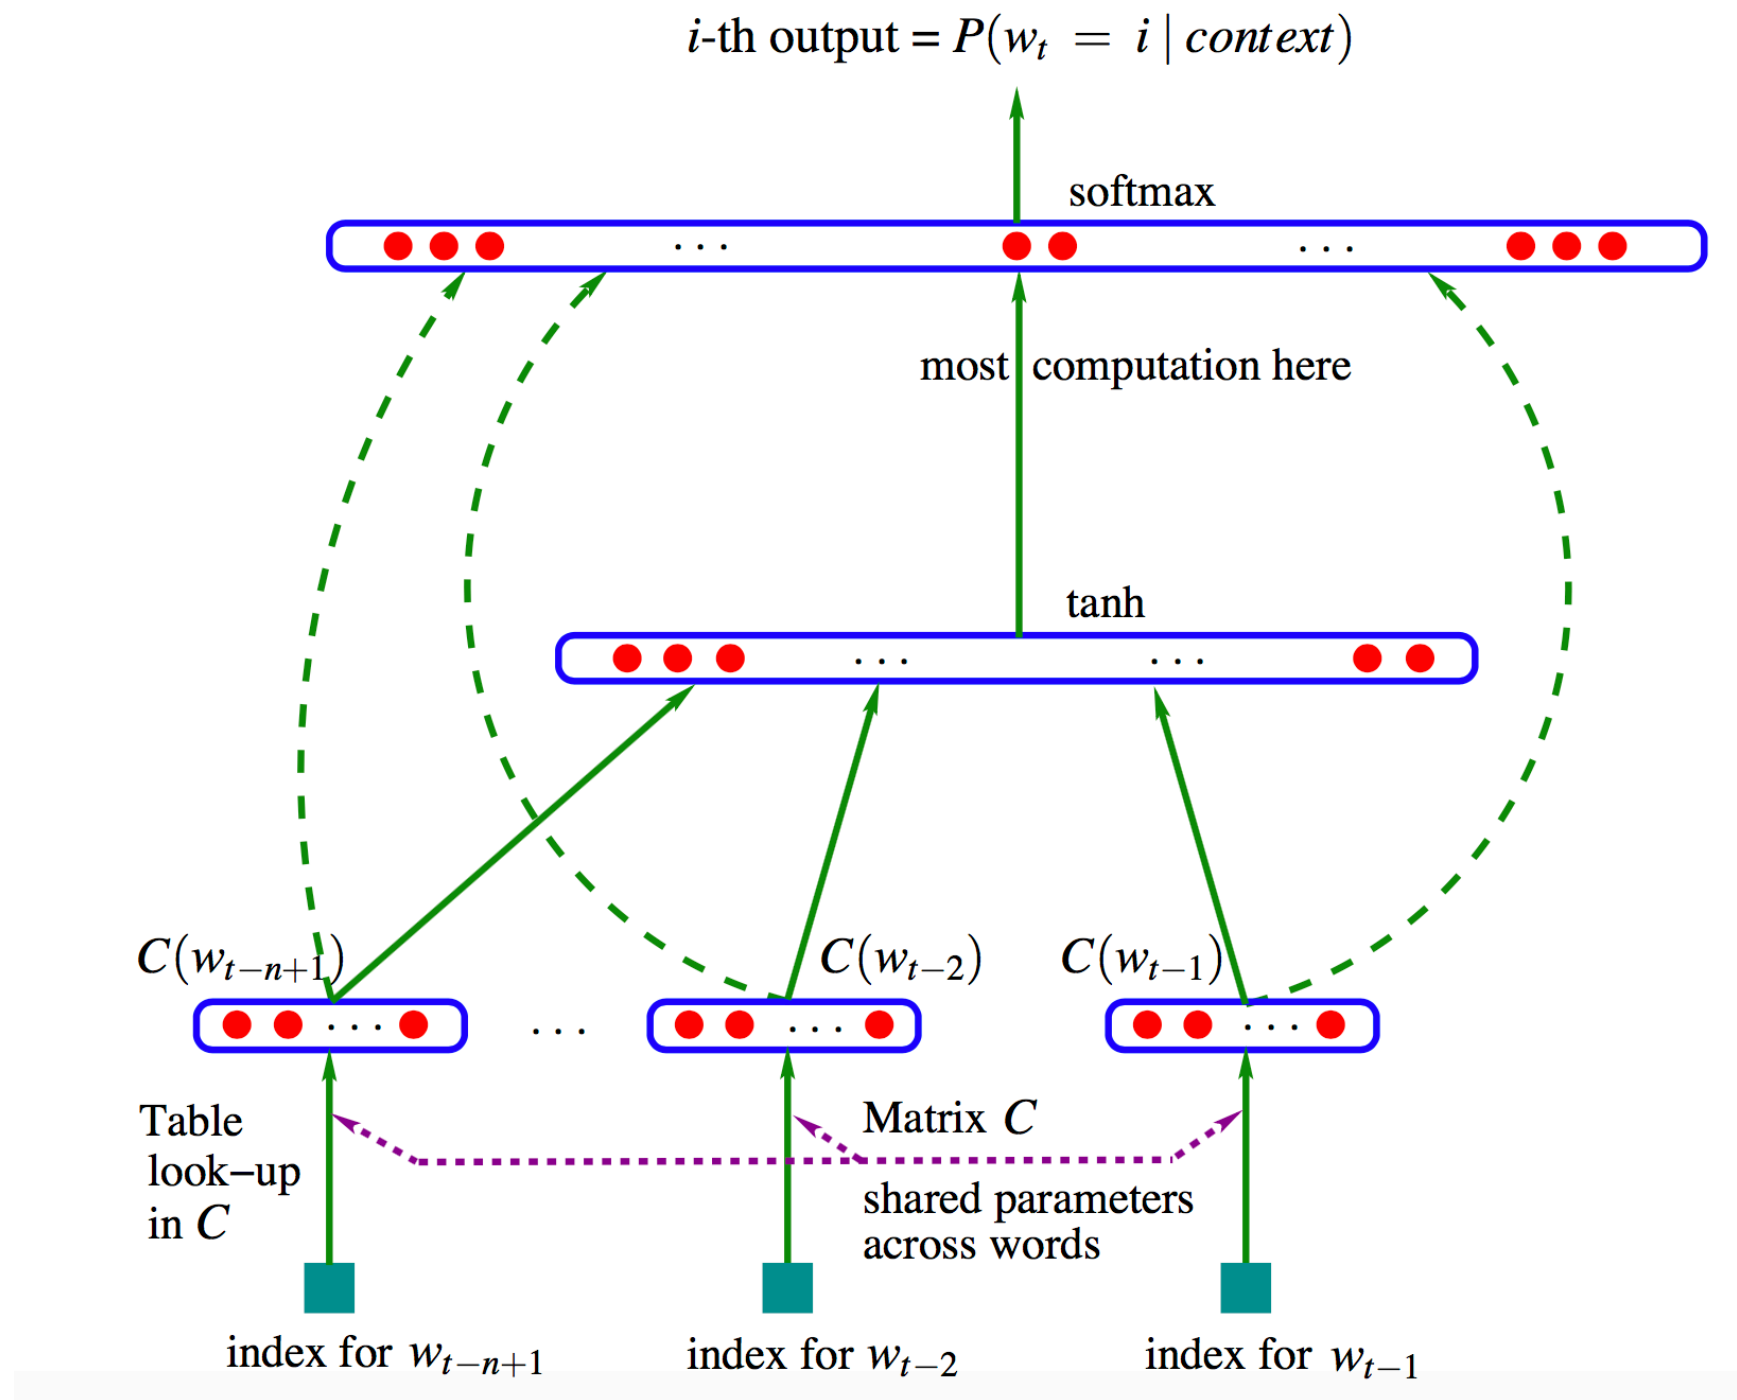 i-th output = P(w_t = i | context)
softmax
. . .
. . .
most computation here
tanh
. . .
. . .
C(w_{t−n+1})
C(w_{t−2})
C(w_{t−1})
. . .
. . .
. . .
. . .
Table
look−up
in C
Matrix C
shared parameters
across words
index for w_{t−n+1}
index for w_{t−2}
index for w_{t−1}